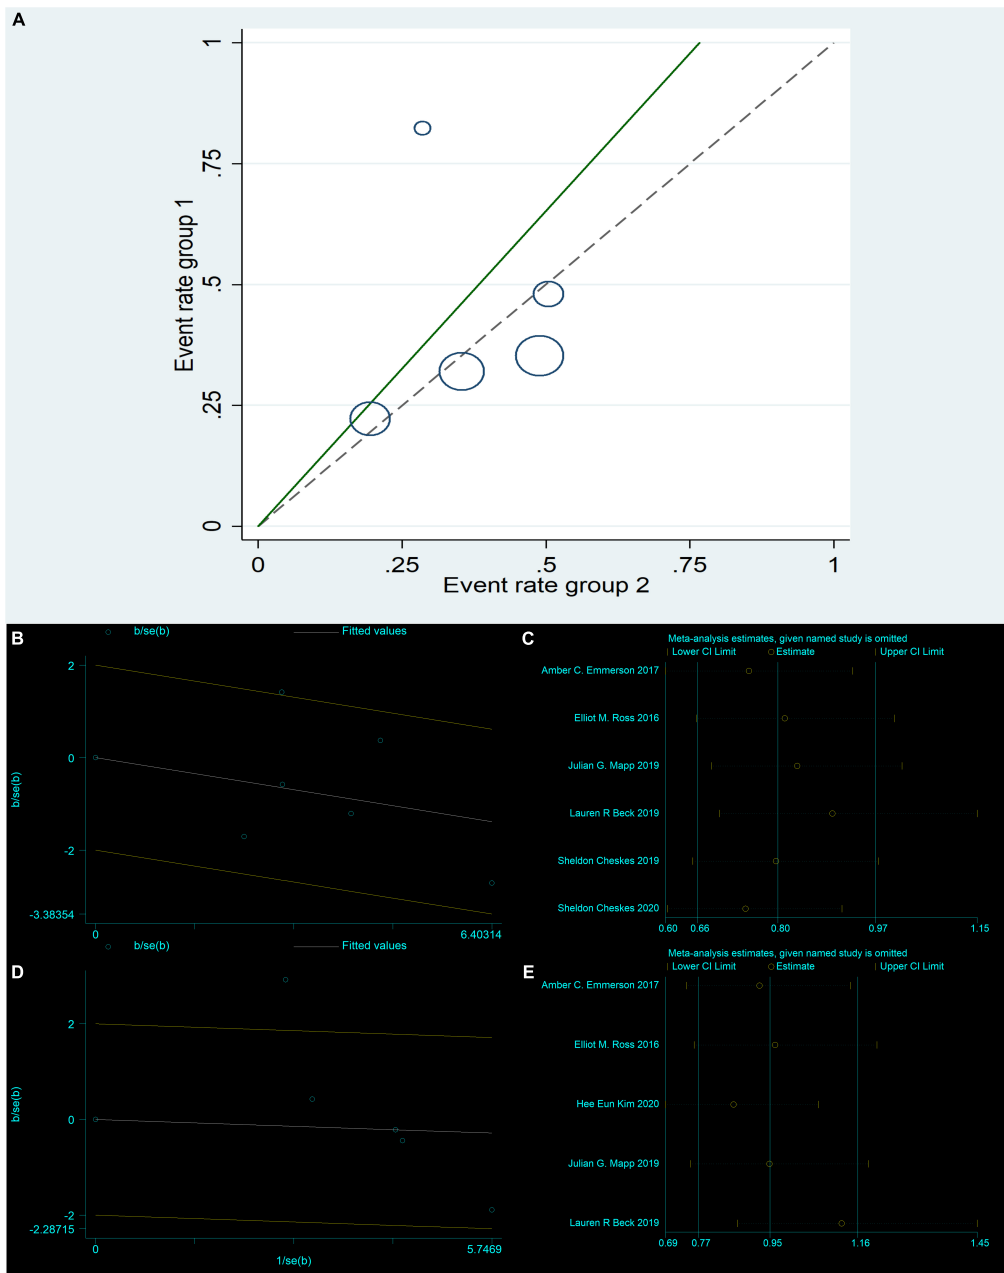 A
1
.75
.5
.25
0
Event rate group 1
0 .25 .5 .75 1
Event rate group 2
B
b/se(b) Fitted values
2
0
-2
-3.38354
b/se(b)
0 6.40314
C
Meta-analysis estimates, given named study is omitted
Lower CI Limit Estimate Upper CI Limit
Amber C. Emmerson 2017
Elliot M. Ross 2016
Julian G. Mapp 2019
Lauren R Beck 2019
Sheldon Cheskes 2019
Sheldon Cheskes 2020
0.60 0.66 0.80 0.97 1.15
D
b/se(b) Fitted values
2
0
-2
-2.28715
b/se(b)
0 5.7469
1/se(b)
E
Meta-analysis estimates, given named study is omitted
Lower CI Limit Estimate Upper CI Limit
Amber C. Emmerson 2017
Elliot M. Ross 2016
Hee Eun Kim 2020
Julian G. Mapp 2019
Lauren R Beck 2019
0.69 0.77 0.95 1.16 1.45